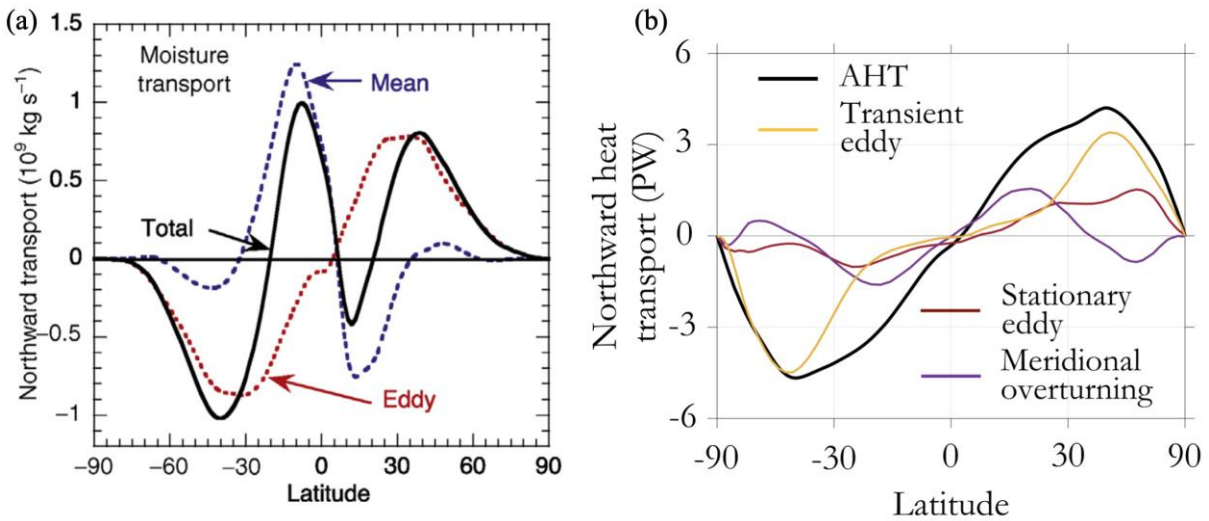 (a)
Moisture
transport
Mean
Total
Eddy
Northward transport (10⁹ kg s⁻¹)
1.5
1
0.5
0
−0.5
−1
−90 −60 −30 0 30 60 90
Latitude
(b)
AHT
Transient
eddy
Stationary
eddy
Meridional
overturning
Northward heat
transport (PW)
6
3
0
-3
-6
-90 -30 0 30 90
Latitude